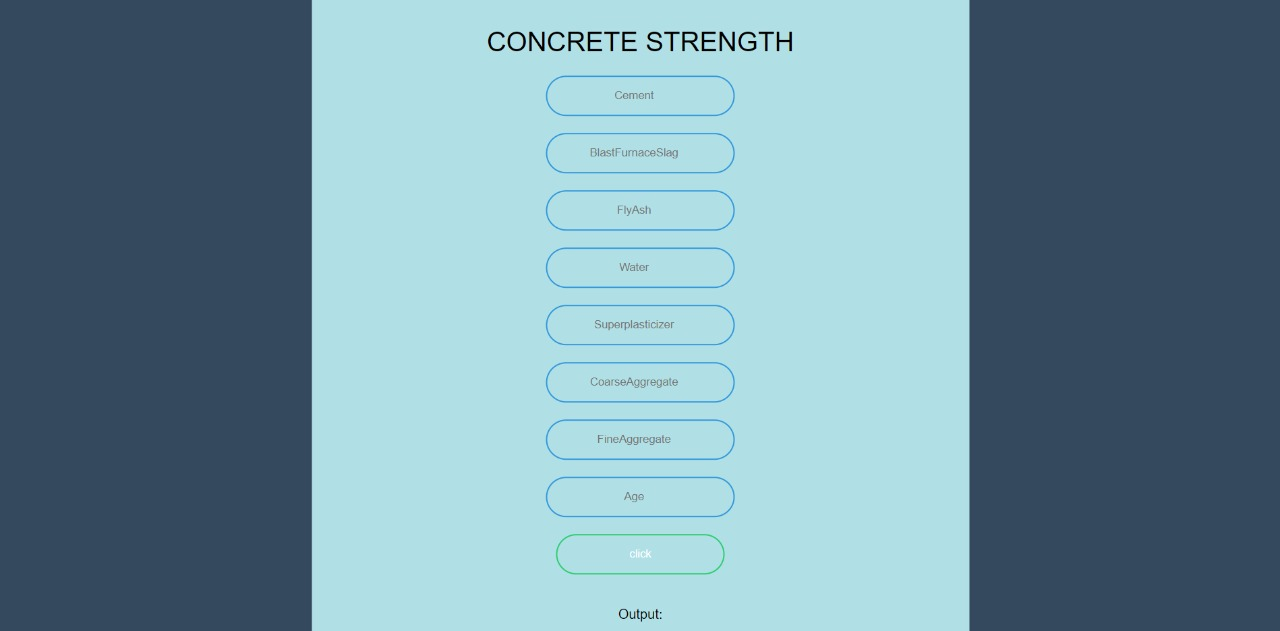 CONCRETE STRENGTH
Cement
BlastFurnaceSlag
FlyAsh
Water
Superplasticizer
CoarseAggregate
FineAggregate
Age
click
Output: